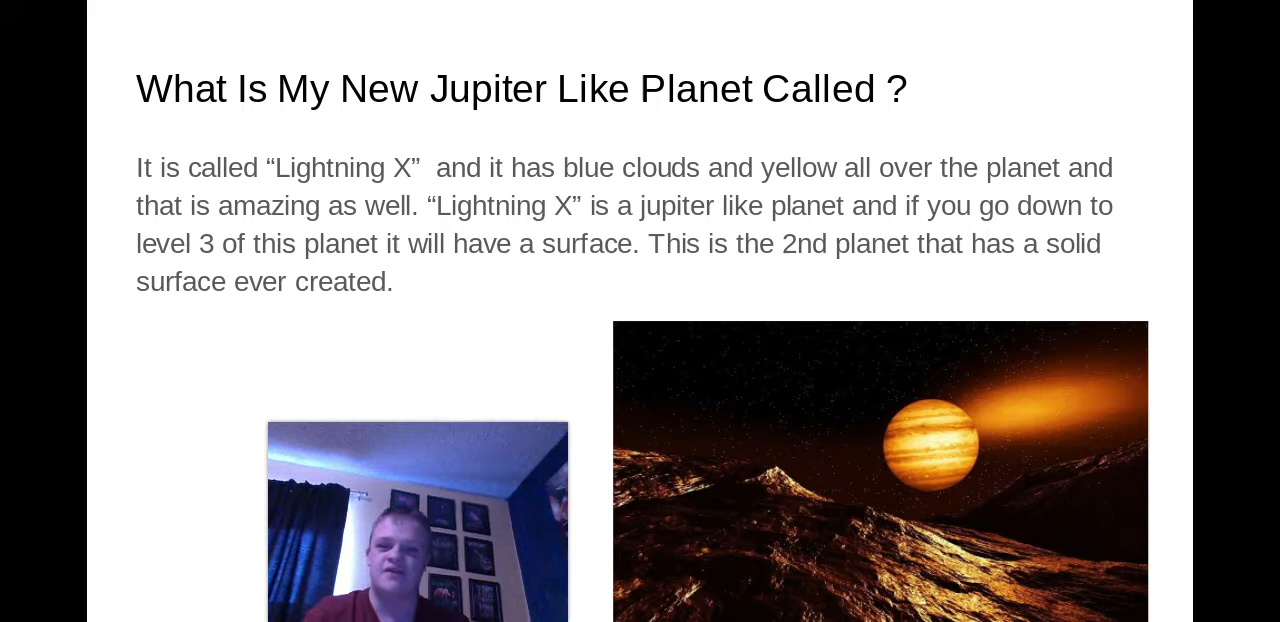 What Is My New Jupiter Like Planet Called ?
It is called “Lightning X”  and it has blue clouds and yellow all over the planet and
that is amazing as well. “Lightning X” is a jupiter like planet and if you go down to
level 3 of this planet it will have a surface. This is the 2nd planet that has a solid
surface ever created.